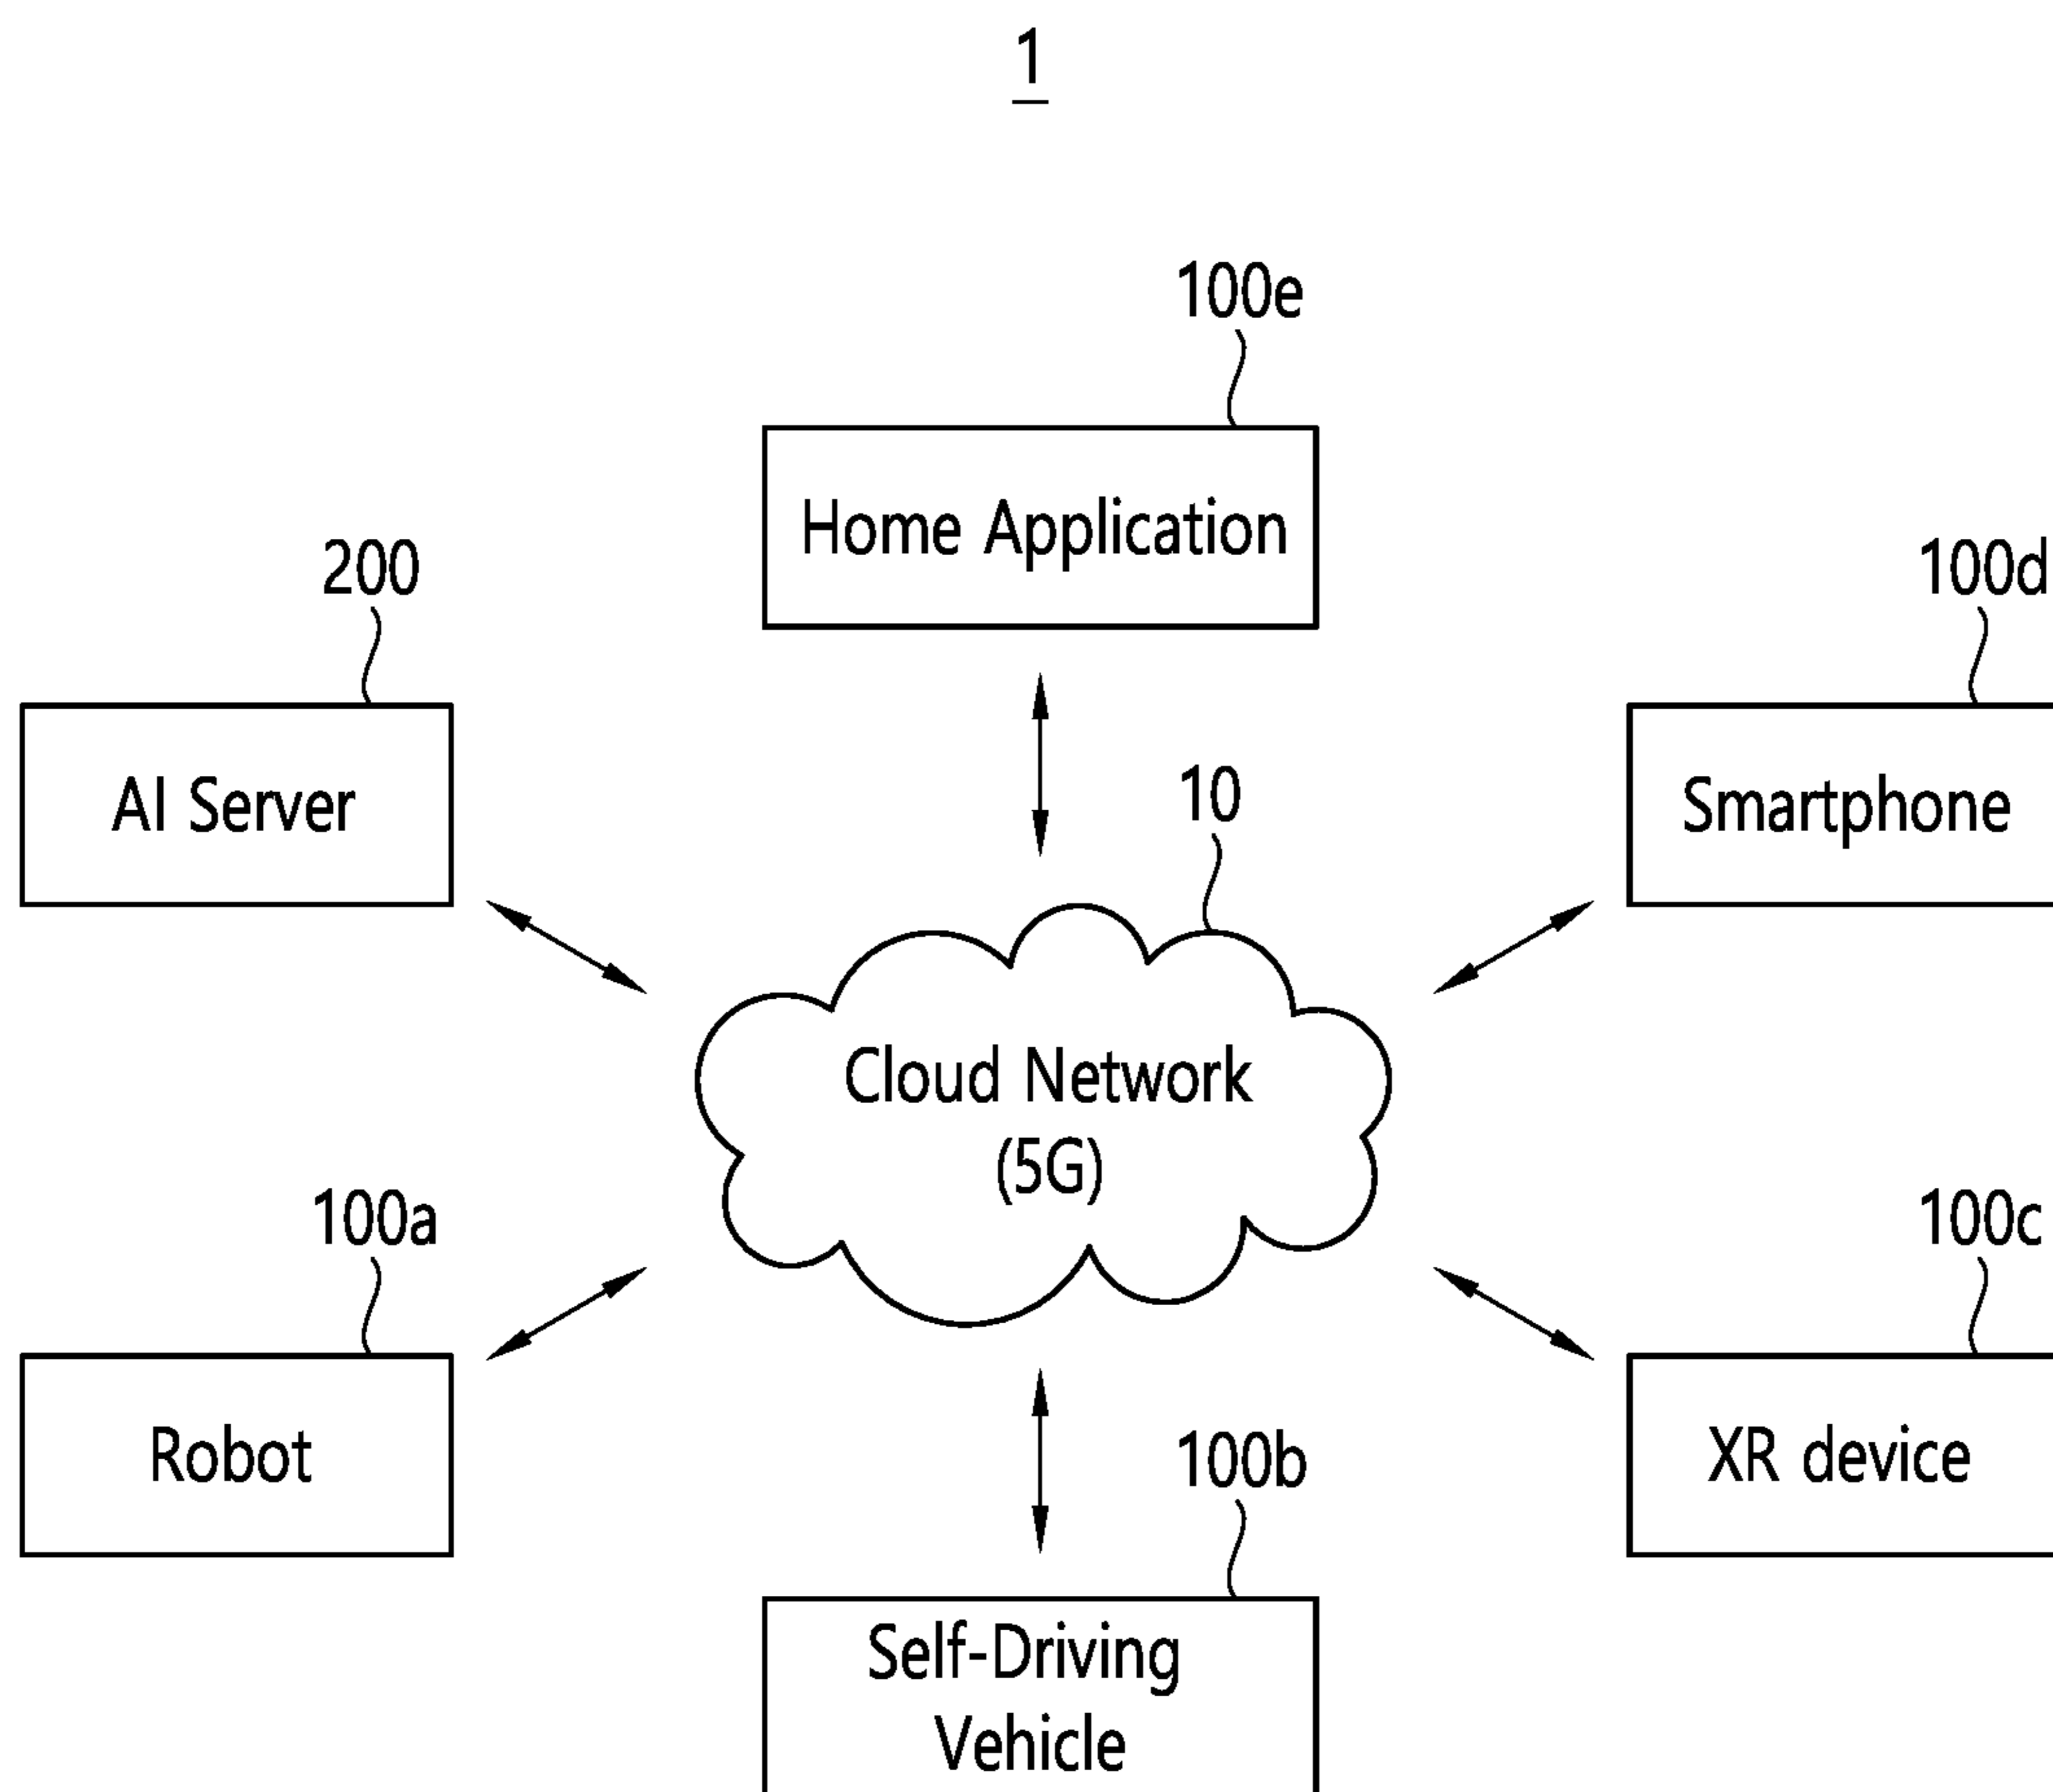 1
100e
Home Application
200
100d
AI Server
Smartphone
10
Cloud Network
(5G)
100a
100c
Robot
XR device
100b
Self-Driving
Vehicle